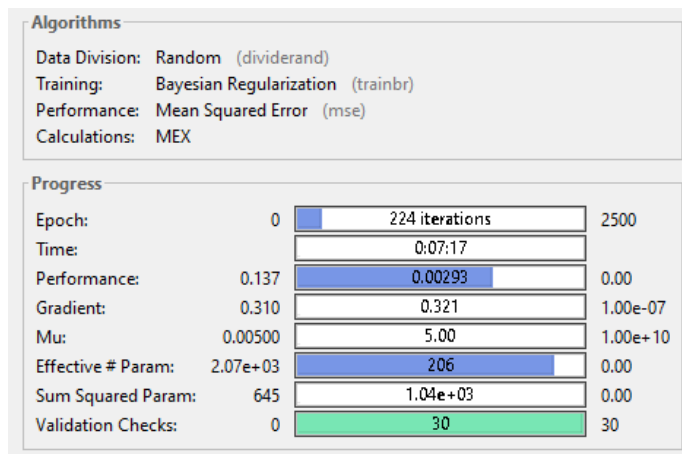 Algorithms
Data Division: Random (dividerand)
Training: Bayesian Regularization (trainbr)
Performance: Mean Squared Error (mse)
Calculations: MEX
Progress
Epoch: 0 224 iterations 2500
Time: 0:07:17
Performance: 0.137 0.00293 0.00
Gradient: 0.310 0.321 1.00e-07
Mu: 0.00500 5.00 1.00e+10
Effective # Param: 2.07e+03 206 0.00
Sum Squared Param: 645 1.04e+03 0.00
Validation Checks: 0 30 30